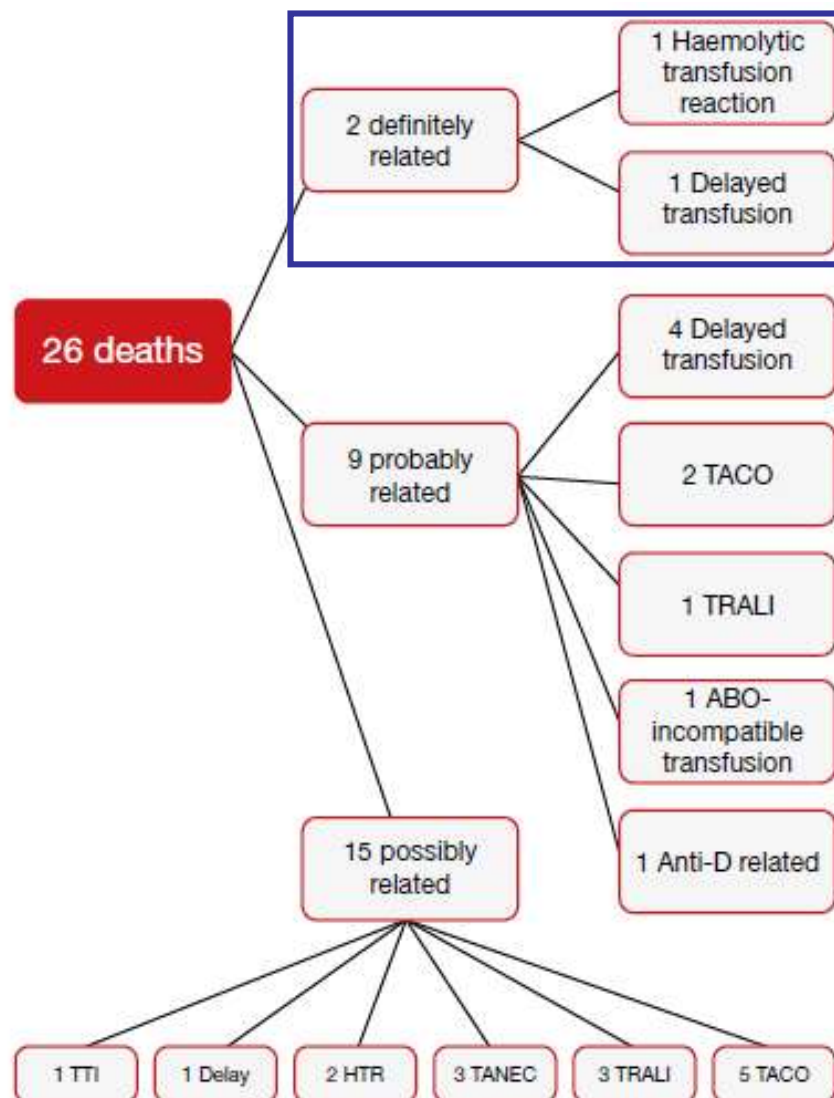 1 Haemolytic
transfusion
reaction
2 definitely
related
1 Delayed
transfusion
26 deaths
4 Delayed
transfusion
9 probably
related
2 TACO
1 TRALI
1 ABO-
incompatible
transfusion
15 possibly
related
1 Anti-D related
1 TTI
1 Delay
2 HTR
3 TANEC
3 TRALI
5 TACO